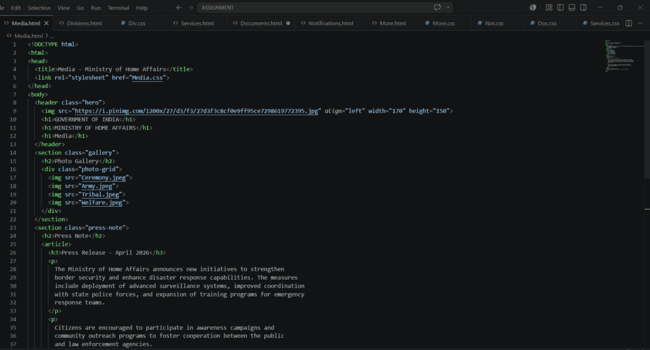 le Edit Selection View Go Run Terminal Help
ASSIGNMENT
Media.html Divisions.html Div.css Services.html Documents.html Notifications.html More.html More.css Not.css Doc.css Services.css
Media.html > ...
1 <!DOCTYPE html>
2 <html>
3 <head>
4 <title>Media - Ministry of Home Affairs</title>
5 <link rel="stylesheet" href="Media.css">
6 </head>
7 <body>
8 <header class="hero">
9 <img src="https://i.pinimg.com/1200x/27/d3/f3/27d3f3c8cf0e9ff95ce7298619772395.jpg" align="left" width="170" height="150">
10 <h1>GOVERNMENT OF INDIA</h1>
11 <h1>MINISTRY OF HOME AFFAIRS</h1>
12 <h1>Media</h1>
13 </header>
14 <section class="gallery">
15 <h2>Photo Gallery</h2>
16 <div class="photo-grid">
17 <img src="Ceremony.jpeg">
18 <img src="Army.jpeg">
19 <img src="Tribal.jpeg">
20 <img src="Welfare.jpeg">
21 </div>
22 </section>
23 <section class="press-note">
24 <h2>Press Note</h2>
25 <article>
26 <h3>Press Release - April 2026</h3>
27 <p>
28 The Ministry of Home Affairs announces new initiatives to strengthen
29 border security and enhance disaster response capabilities. The measures
30 include deployment of advanced surveillance systems, improved coordination
31 with state police forces, and expansion of training programs for emergency
32 response teams.
33 </p>
34 <p>
35 Citizens are encouraged to participate in awareness campaigns and
36 community outreach programs to foster cooperation between the public
37 and law enforcement agencies.